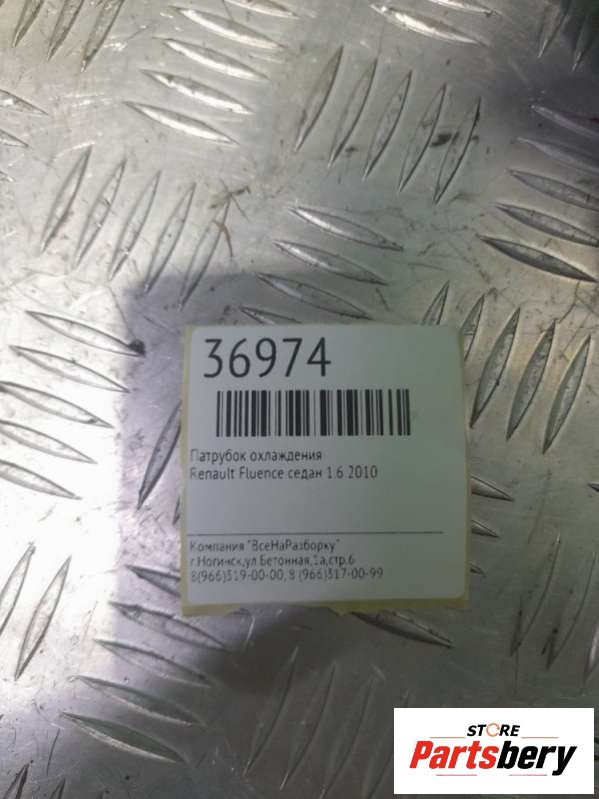 36974
Патрубок охлаждения
Renault Fluence седан 1.6 2010
Компания "ВсеНаРазборку"
г.Ногинск,ул.Бетонная,1а,стр.6
8(966)319-00-00, 8 (966)317-00-99
STORE
Partsbery